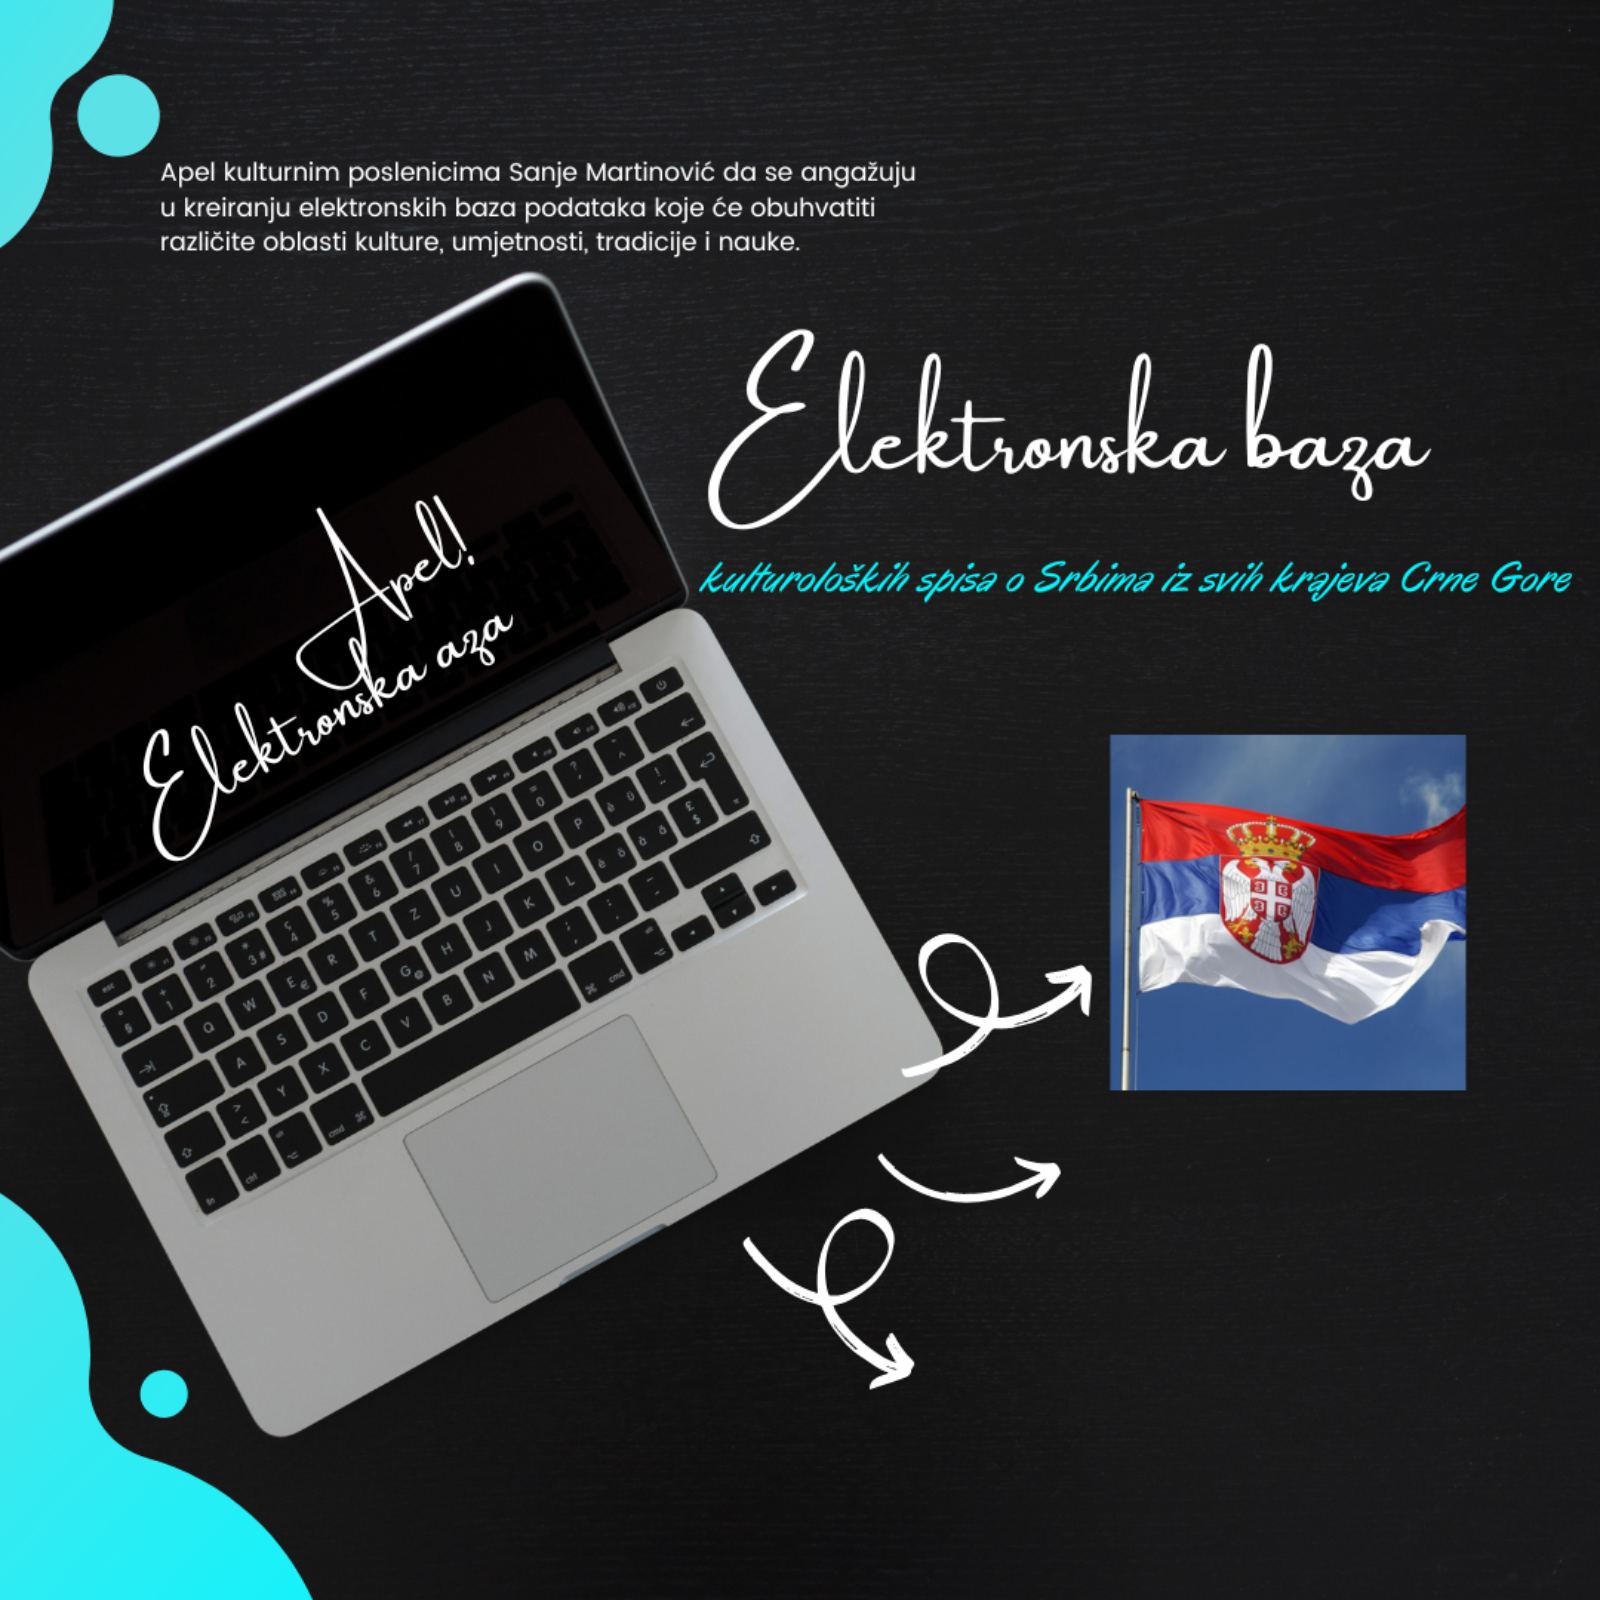 Apel kulturnim poslenicima Sanje Martinović da se angažuju
u kreiranju elektronskih baza podataka koje će obuhvatiti
različite oblasti kulture, umjetnosti, tradicije i nauke.
Elektronska baza
kulturoloških spisa o Srbima iz svih krajeva Crne Gore
Apel!
Elektronska aza